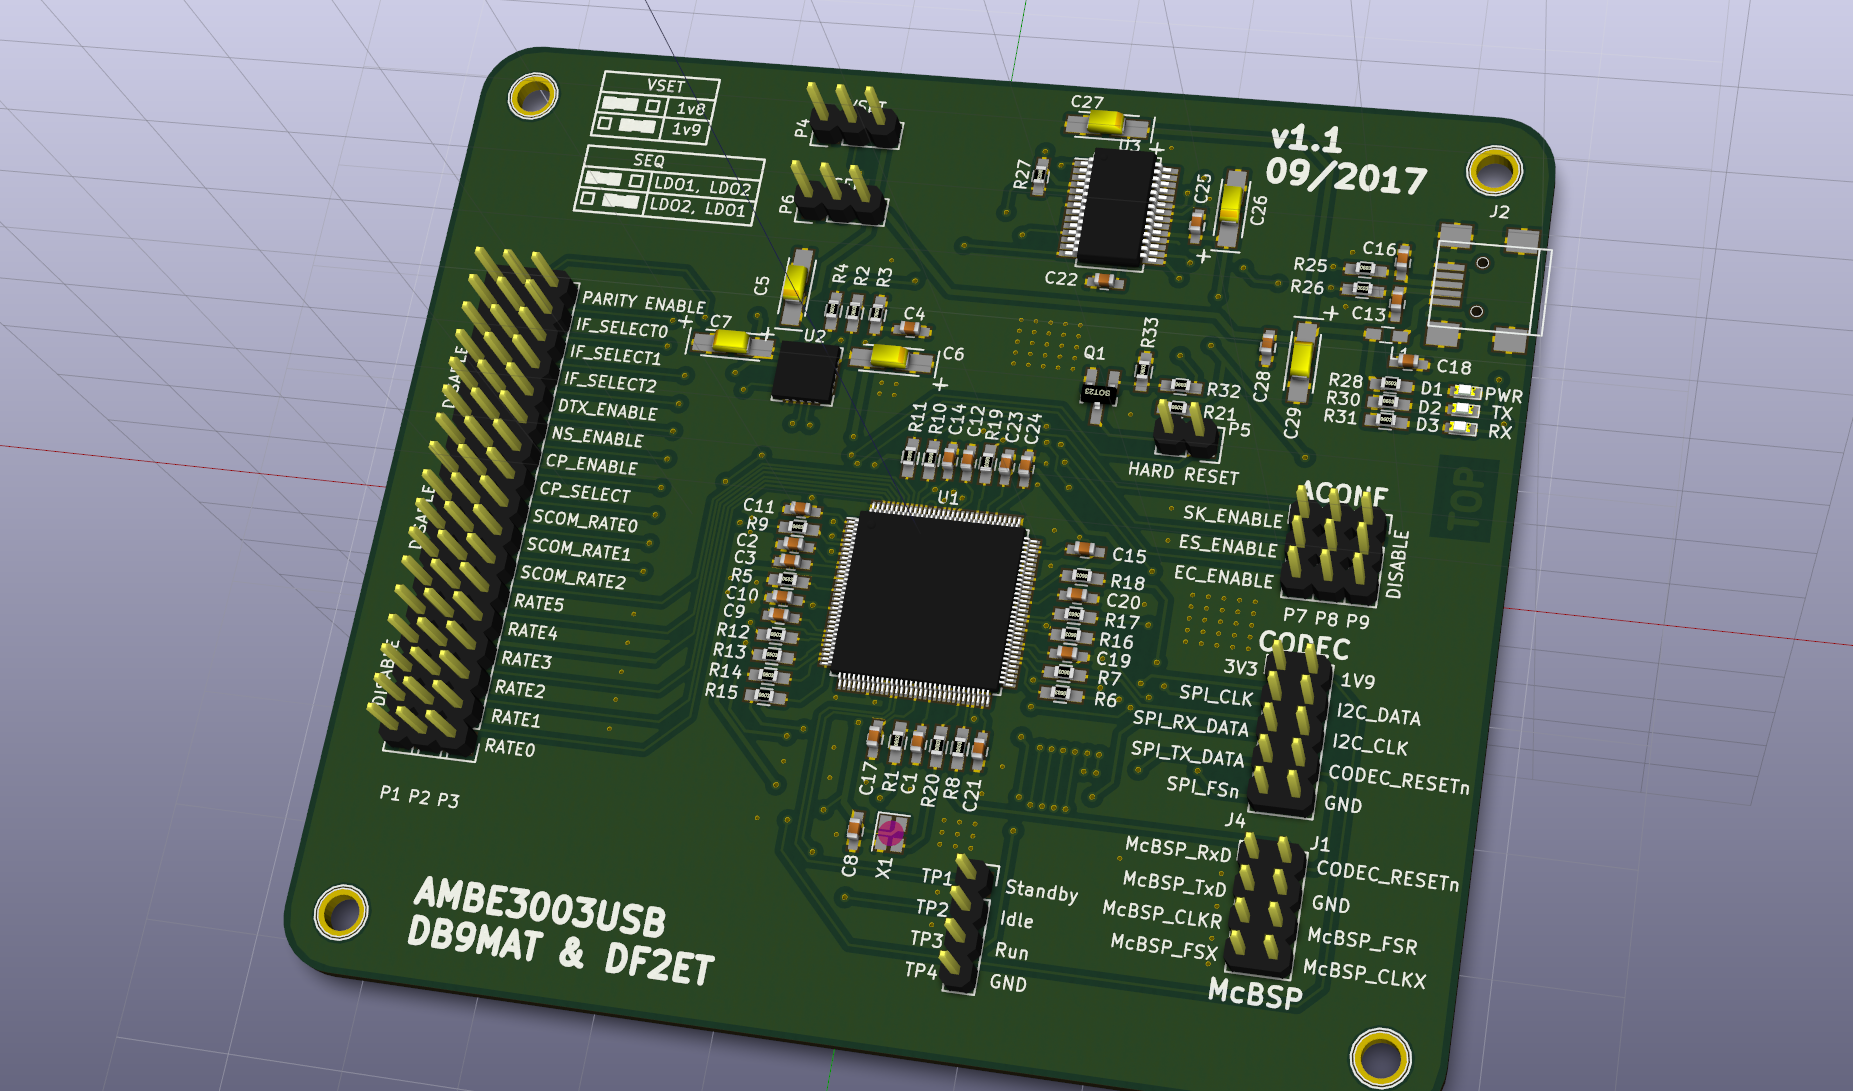 VSET
1v8
1v9
SEQ
LDO1, LDO2
LDO2, LDO1
P4
VSET
P6
C27
U3
R27
C25
C26
C22
v1.1
09/2017
J2
C16
R25
R26
C13
L1
C18
R28
R30
R31
D1
D2
D3
PWR
TX
RX
C28
C29
TOP
C5
R4
R2
R3
C4
C7
U2
C6
Q1
SOT23
R33
R32
R21
P5
HARD RESET
PARITY ENABLE
IF_SELECT0
IF_SELECT1
IF_SELECT2
DTX_ENABLE
NS_ENABLE
CP_ENABLE
CP_SELECT
SCOM_RATE0
SCOM_RATE1
SCOM_RATE2
RATE5
RATE4
RATE3
RATE2
RATE1
RATE0
DISABLE
DISABLE
DISABLE
P1 P2 P3
R11
R10
C14
C12
R19
C23
C24
U1
C11
R9
C2
C3
R5
C10
C9
R12
R13
R14
R15
C15
R18
C20
R17
R16
C19
R7
R6
C17
R1
C1
R20
R8
C21
C8
X1
ACONF
SK_ENABLE
ES_ENABLE
EC_ENABLE
DISABLE
P7 P8 P9
CODEC
3V3
SPI_CLK
SPI_RX_DATA
SPI_TX_DATA
SPI_FSn
1V9
I2C_DATA
I2C_CLK
CODEC_RESETn
GND
J4
J1
McBSP_RxD
McBSP_TxD
McBSP_CLKR
McBSP_FSX
CODEC_RESETn
GND
McBSP_FSR
McBSP_CLKX
McBSP
TP1
TP2
TP3
TP4
Standby
Idle
Run
GND
AMBE3003USB
DB9MAT & DF2ET